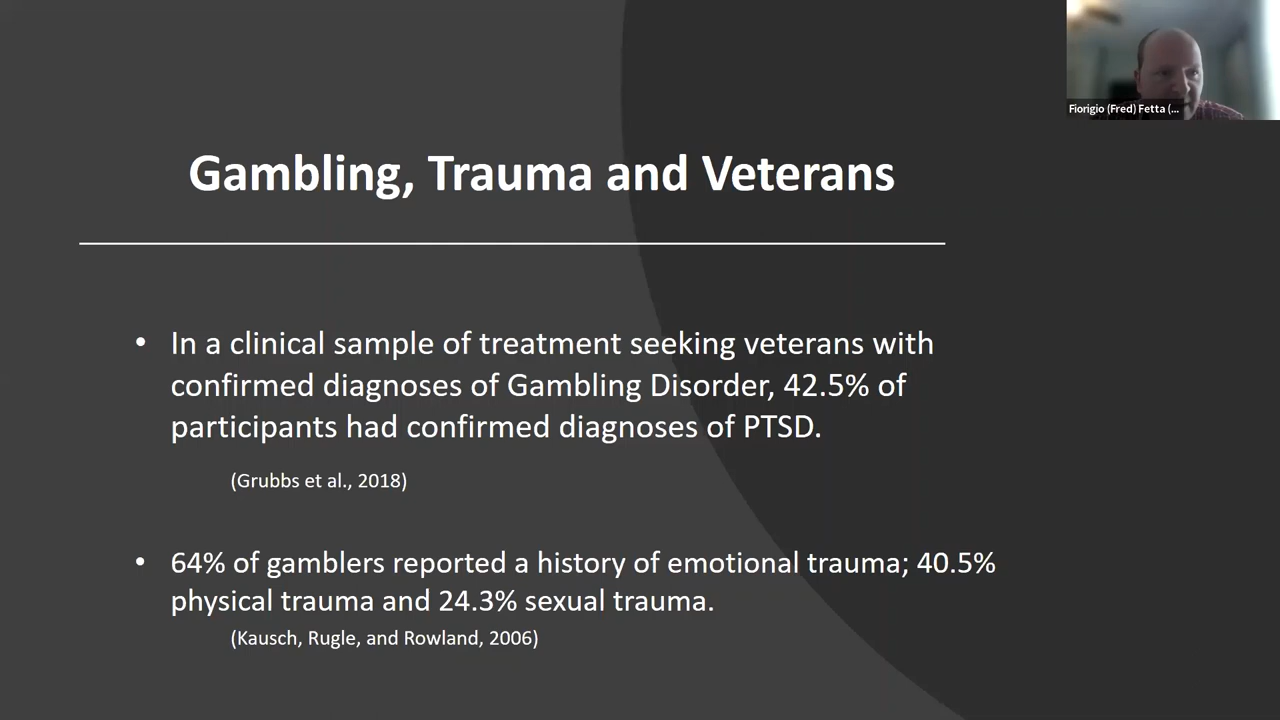 Fiorigio (Fred) Fetta (...
Gambling, Trauma and Veterans
• In a clinical sample of treatment seeking veterans with
confirmed diagnoses of Gambling Disorder, 42.5% of
participants had confirmed diagnoses of PTSD.
(Grubbs et al., 2018)
• 64% of gamblers reported a history of emotional trauma; 40.5%
physical trauma and 24.3% sexual trauma.
(Kausch, Rugle, and Rowland, 2006)